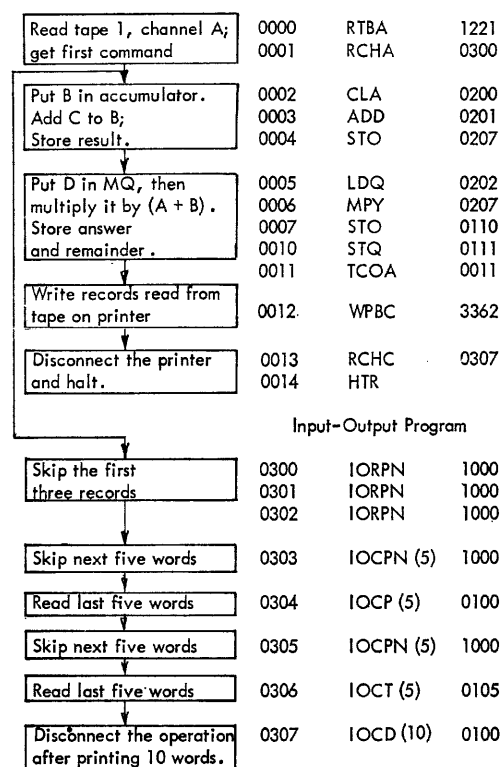 Read tape 1, channel A; 0000 RTBA 1221
get first command 0001 RCHA 0300
Put B in accumulator. 0002 CLA 0200
Add C to B; 0003 ADD 0201
Store result. 0004 STO 0207
Put D in MQ, then 0005 LDQ 0202
multiply it by (A + B). 0006 MPY 0207
Store answer 0007 STO 0110
and remainder. 0010 STQ 0111
0011 TCOA 0011
Write records read from
tape on printer 0012 WPBC 3362
Disconnect the printer 0013 RCHC 0307
and halt. 0014 HTR
Input-Output Program
Skip the first 0300 IORPN 1000
three records 0301 IORPN 1000
0302 IORPN 1000
Skip next five words 0303 IOCPN (5) 1000
Read last five words 0304 IOCP (5) 0100
Skip next five words 0305 IOCPN (5) 1000
Read last five words 0306 IOCT (5) 0105
Disconnect the operation 0307 IOCD (10) 0100
after printing 10 words.